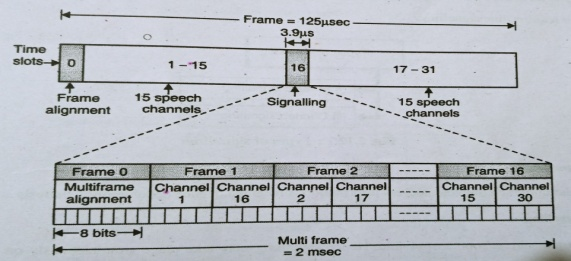 Frame = 125μsec
3.9μs
Time
slots
0
1 – 15
16
17 – 31
Frame
alignment
15 speech
channels
Signalling
15 speech
channels
Frame 0
Frame 1
Frame 2
-----
Frame 16
Multiframe
alignment
Channel
1
Channel
16
Channel
2
Channel
17
-----
Channel
15
Channel
30
-----
8 bits
Multi frame
= 2 msec